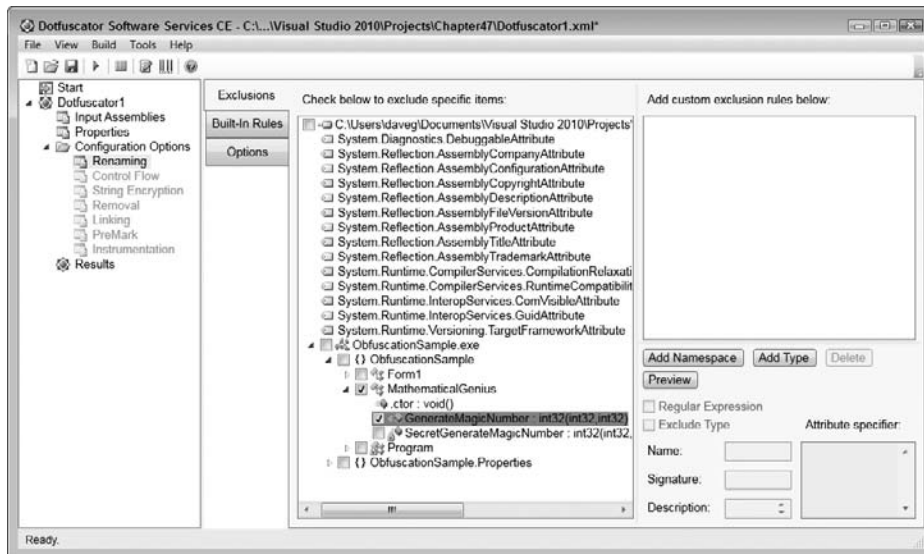 Dotfuscator Software Services CE - C:\...\Visual Studio 2010\Projects\Chapter47\Dotfuscator1.xml*
File View Build Tools Help
Start
Dotfuscator1
Input Assemblies
Properties
Configuration Options
Renaming
Control Flow
String Encryption
Removal
Linking
PreMark
Instrumentation
Results
Exclusions
Built-In Rules
Options
Check below to exclude specific items:
C:\Users\daveg\Documents\Visual Studio 2010\Projects'
System.Diagnostics.DebuggableAttribute
System.Reflection.AssemblyCompanyAttribute
System.Reflection.AssemblyConfigurationAttribute
System.Reflection.AssemblyCopyrightAttribute
System.Reflection.AssemblyDescriptionAttribute
System.Reflection.AssemblyFileVersionAttribute
System.Reflection.AssemblyProductAttribute
System.Reflection.AssemblyTitleAttribute
System.Reflection.AssemblyTrademarkAttribute
System.Runtime.CompilerServices.CompilationRelaxati
System.Runtime.CompilerServices.RuntimeCompatibilit
System.Runtime.InteropServices.ComVisibleAttribute
System.Runtime.InteropServices.GuidAttribute
System.Runtime.Versioning.TargetFrameworkAttribute
ObfuscationSample.exe
{} ObfuscationSample
Form1
MathematicalGenius
.ctor : void()
GenerateMagicNumber : int32(int32,int32)
SecretGenerateMagicNumber : int32(int32,
Program
{} ObfuscationSample.Properties
Add custom exclusion rules below:
Add Namespace Add Type Delete
Preview
Regular Expression
Exclude Type
Attribute specifier:
Name:
Signature:
Description:
Ready.